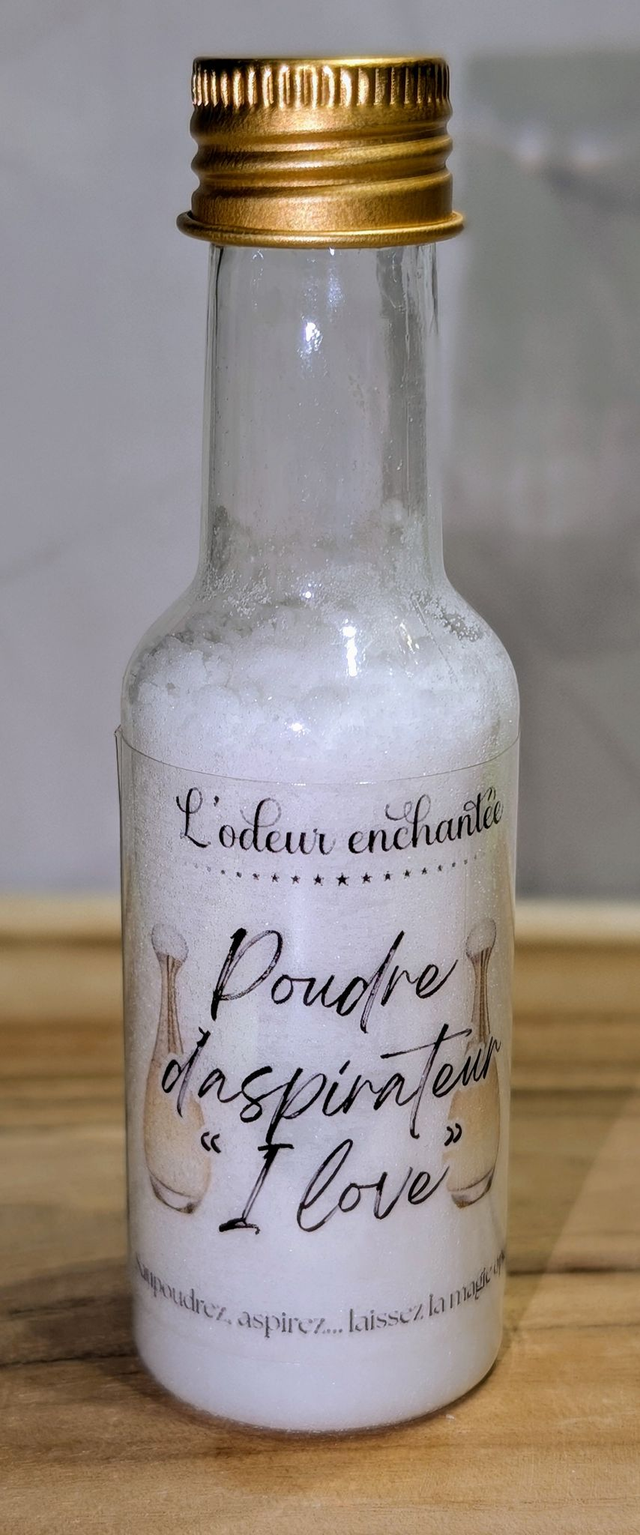 L'odeur enchantée
Poudre
d'aspirateur
“ I love ”
Saupoudrez, aspirez... laissez la magie